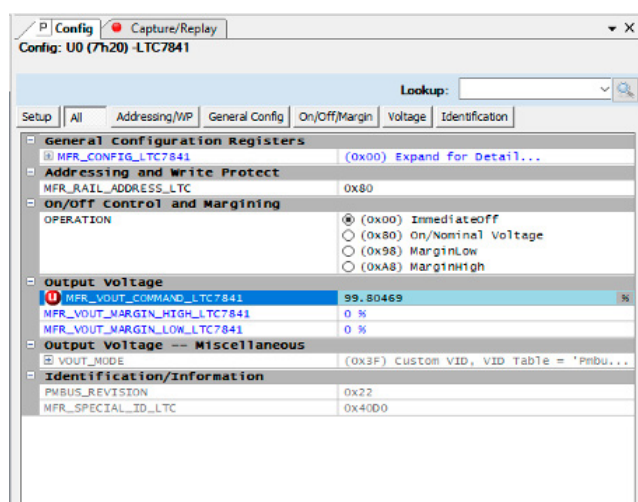 P Config Capture/Replay
Config: U0 (7'h20) -LTC7841
Lookup:
Setup All Addressing/WP General Config On/Off/Margin Voltage Identification
General Configuration Registers
MFR_CONFIG_LTC7841 (0x00) Expand for Detail...
Addressing and Write Protect
MFR_RAIL_ADDRESS_LTC 0x80
On/Off Control and Margining
OPERATION (0x00) ImmediateOff
(0x80) On/Nominal Voltage
(0x98) MarginLow
(0xA8) MarginHigh
Output Voltage
U MFR_VOUT_COMMAND_LTC7841 99.80469 %
MFR_VOUT_MARGIN_HIGH_LTC7841 0 %
MFR_VOUT_MARGIN_LOW_LTC7841 0 %
Output Voltage -- Miscellaneous
VOUT_MODE (0x3F) Custom VID, VID Table = 'Pmbu...
Identification/Information
PMBUS_REVISION 0x22
MFR_SPECIAL_ID_LTC 0x40D0